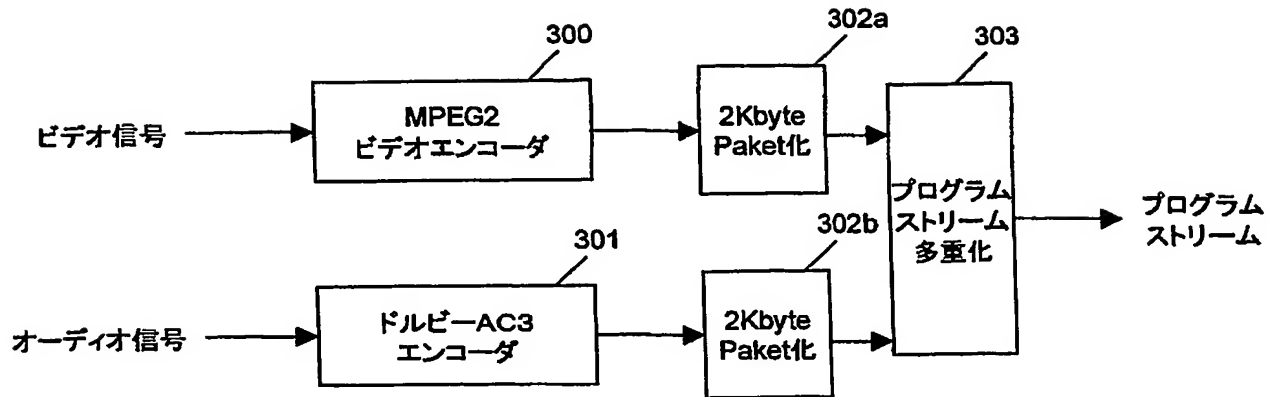 300
302a
303
ビデオ信号
MPEG2
ビデオエンコーダ
2Kbyte
Paket化
プログラム
ストリーム
多重化
プログラム
ストリーム
301
302b
オーディオ信号
ドルビーAC3
エンコーダ
2Kbyte
Paket化